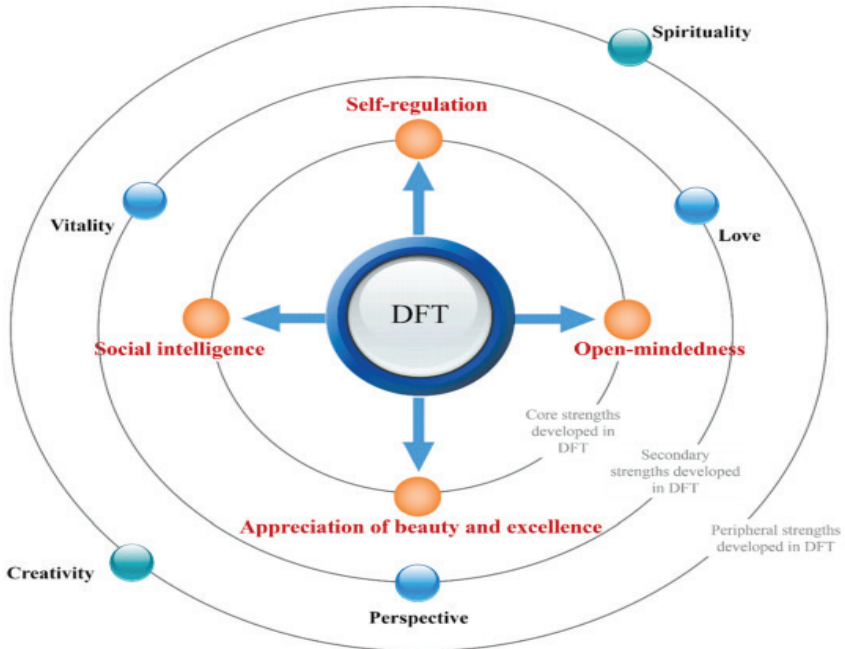 Spirituality
Self-regulation
Vitality
Love
DFT
Social intelligence
Open-mindedness
Core strengths
developed in
DFT
Secondary
strengths developed
in DFT
Appreciation of beauty and excellence
Peripheral strengths
developed in DFT
Creativity
Perspective